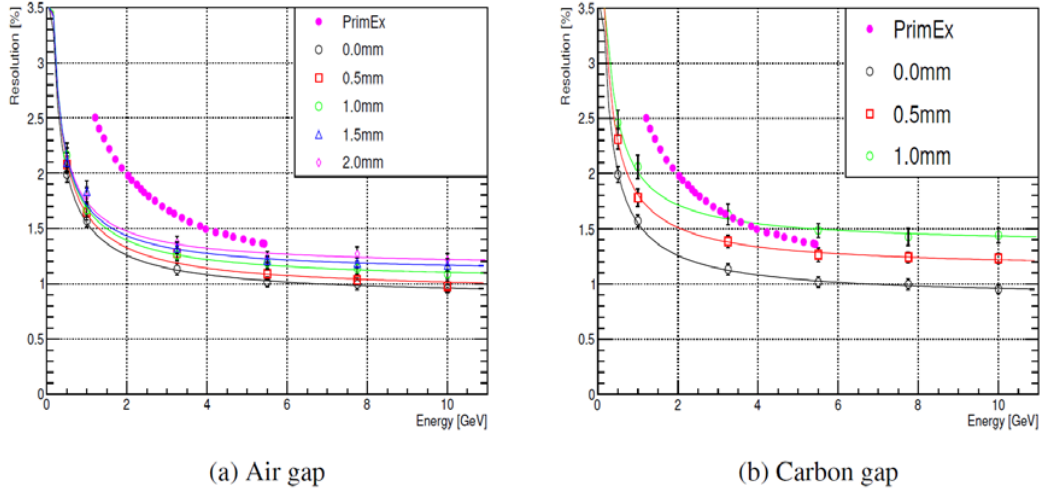 Resolution [%]
3.5
3
2.5
2
1.5
1
0.5
0
0
2
4
6
8
10
Energy [GeV]
PrimEx
0.0mm
0.5mm
1.0mm
1.5mm
2.0mm
(a) Air gap
Resolution [%]
3.5
3
2.5
2
1.5
1
0.5
0
0
2
4
6
8
10
Energy [GeV]
PrimEx
0.0mm
0.5mm
1.0mm
(b) Carbon gap